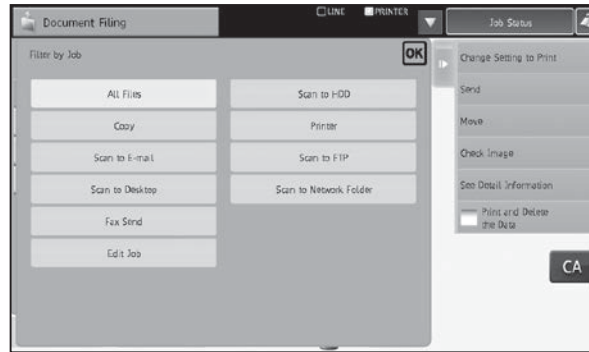 Document Filing
LINE
PRINTER
Job Status
Filter by Job
OK
All Files
Scan to HDD
Copy
Printer
Scan to E-mail
Scan to FTP
Scan to Desktop
Scan to Network Folder
Fax Send
Edit Job
Change Setting to Print
Send
Move
Check Image
See Detail Information
Print and Delete
the Data
CA